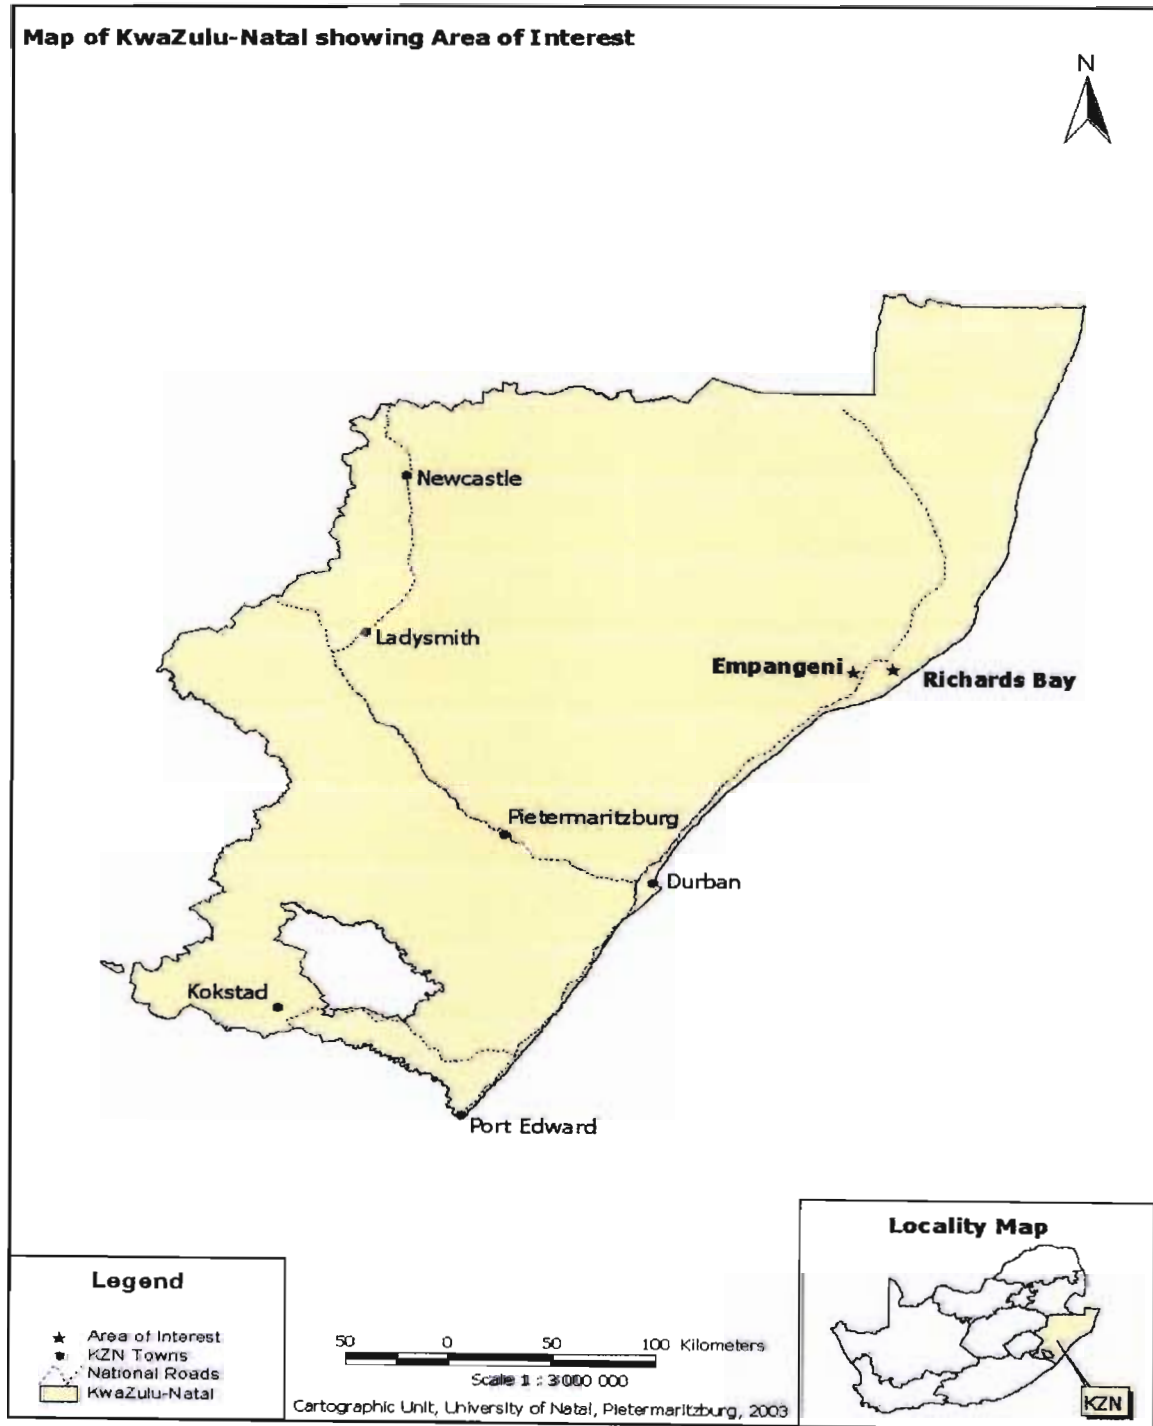 Map of KwaZulu-Natal showing Area of Interest
N
Newcastle
Ladysmith
Empangeni
Richards Bay
Pietermaritzburg
Durban
Kokstad
Port Edward
Locality Map
KZN
Legend
Area of Interest
KZN Towns
National Roads
KwaZulu-Natal
50 0 50 100 Kilometers
Scale 1 : 3 000 000
Cartographic Unit, University of Natal, Pietermaritzburg, 2003